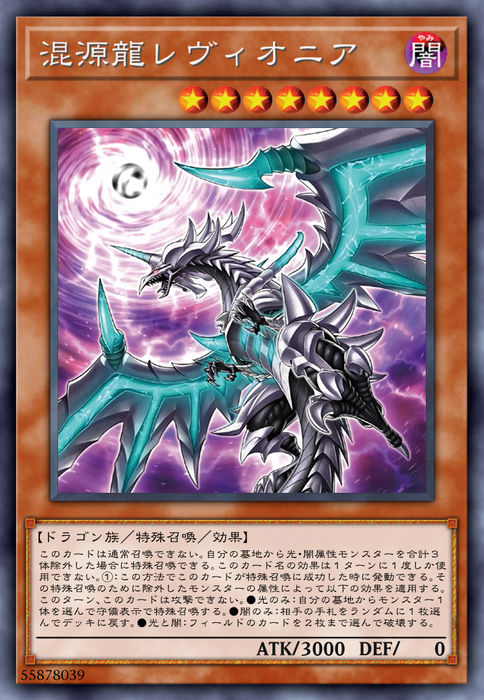 混源龍レヴィオニア
やみ
闇
【ドラゴン族／特殊召喚／効果】
このカードは通常召喚できない。自分の墓地から光・闇属性モンスターを合計３
体除外した場合に特殊召喚できる。このカード名の効果は１ターンに１度しか使
用できない。①：この方法でこのカードが特殊召喚に成功した時に発動できる。そ
の特殊召喚のために除外したモンスターの属性によって以下の効果を適用する。
このターン、このカードは攻撃できない。●光のみ：自分の墓地からモンスター１
体を選んで守備表示で特殊召喚する。●闇のみ：相手の手札をランダムに１枚選
んでデッキに戻す。●光と闇：フィールドのカードを２枚まで選んで破壊する。
ATK/3000 DEF/ 0
55878039